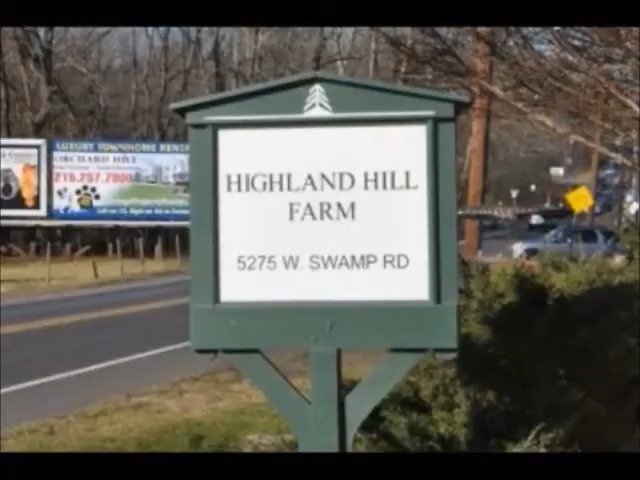 HIGHLAND HILL
FARM
5275 W. SWAMP RD
LUXURY TOWNHOME RENTALS
ORCHARD HILL
215.257.7800